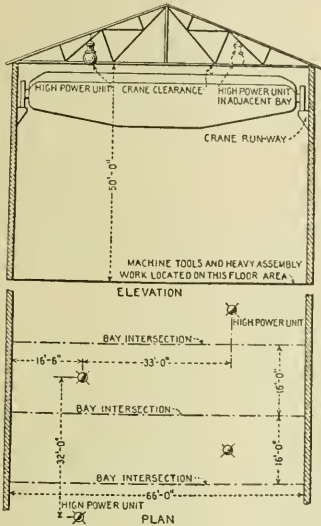 HIGH POWER UNIT
CRANE CLEARANCE
HIGH POWER UNIT
IN ADJACENT BAY
CRANE RUN-WAY
50'-0"
MACHINE TOOLS AND HEAVY ASSEMBLY
WORK LOCATED ON THIS FLOOR AREA
ELEVATION
HIGH POWER UNIT
BAY INTERSECTION
16'-6"
33'-0"
16'-0"
32'-0"
BAY INTERSECTION
16'-0"
BAY INTERSECTION
66'-0"
HIGH POWER UNIT
PLAN